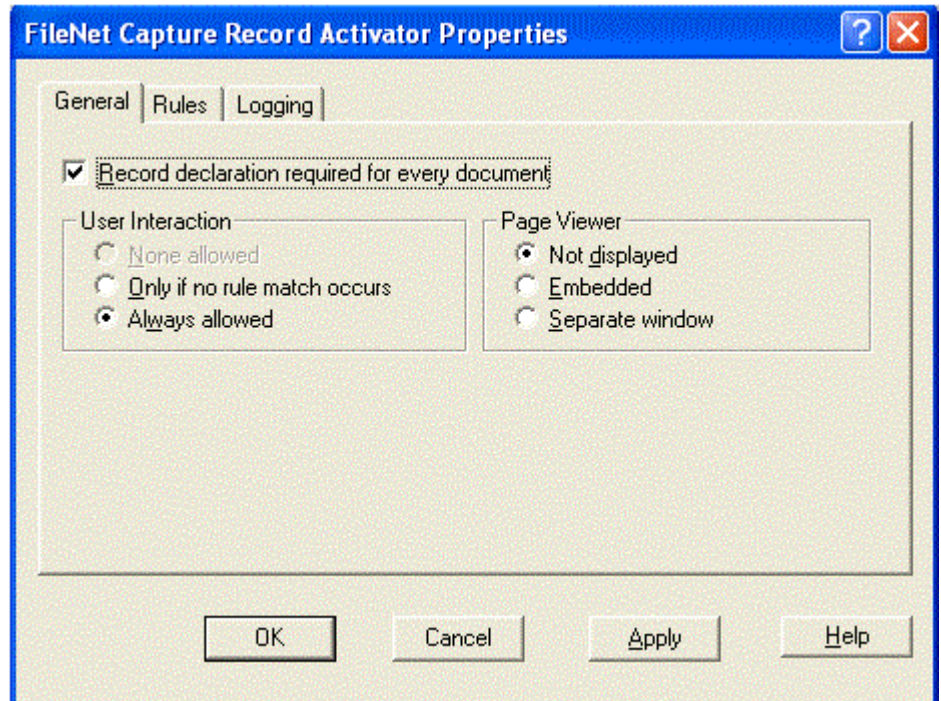 FileNet Capture Record Activator Properties
General Rules Logging
Record declaration required for every document
User Interaction
None allowed
Only if no rule match occurs
Always allowed
Page Viewer
Not displayed
Embedded
Separate window
OK Cancel Apply Help